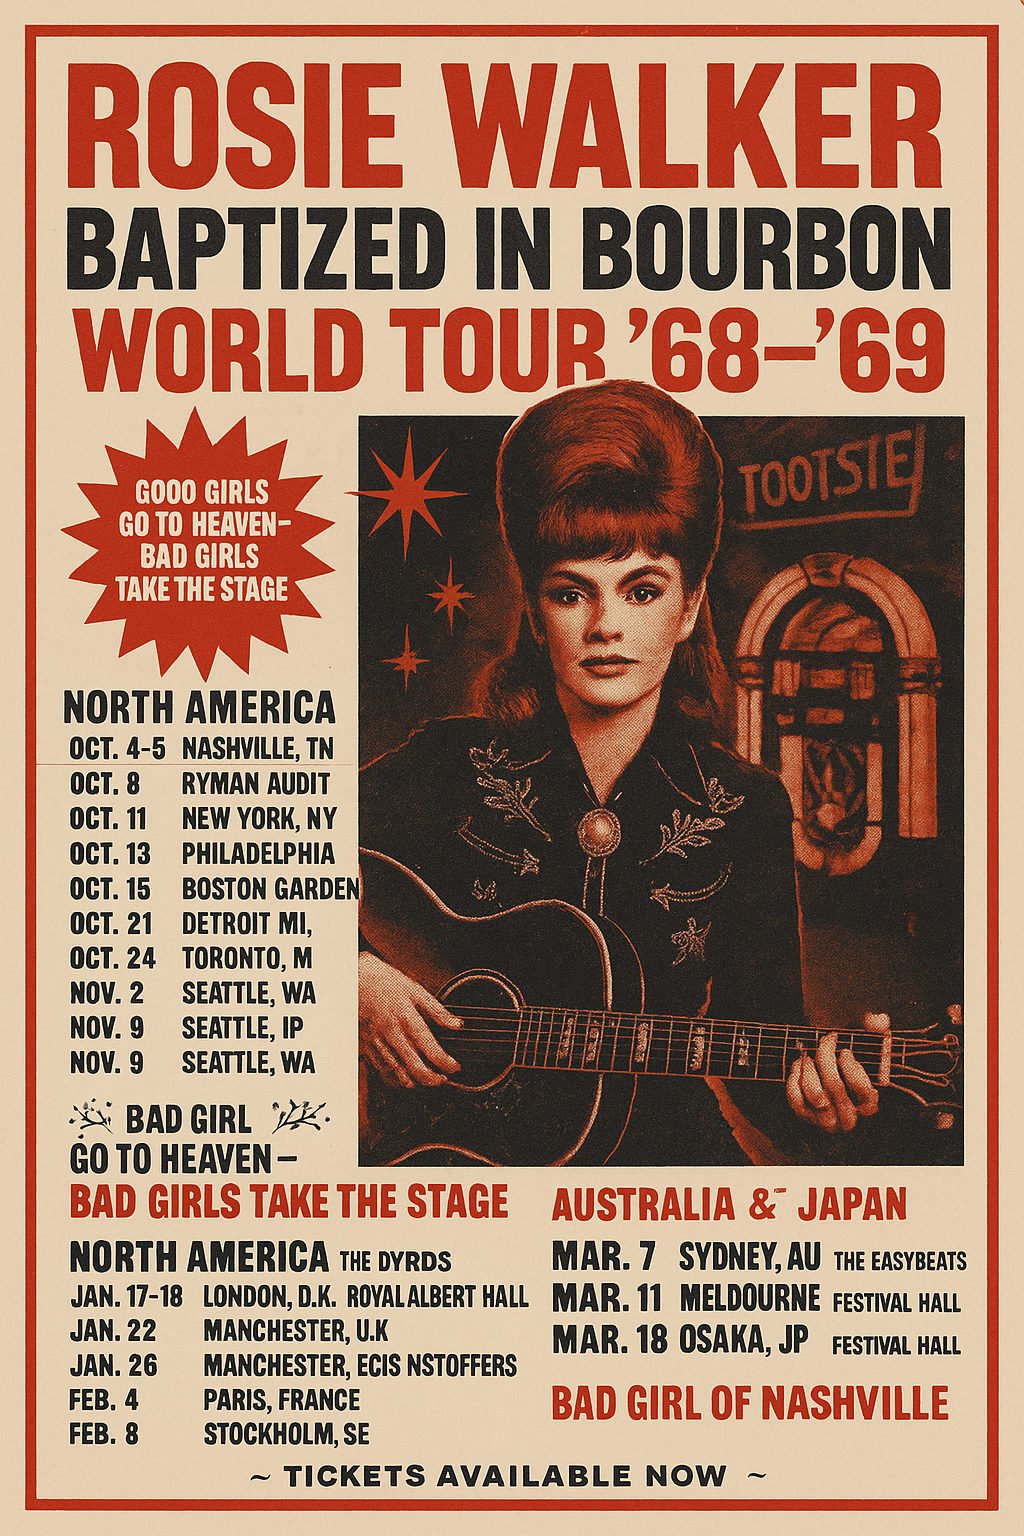 ROSIE WALKER
BAPTIZED IN BOURBON
WORLD TOUR ’68–’69
GOOO GIRLS
GO TO HEAVEN–
BAD GIRLS
TAKE THE STAGE
TOOTSIE
NORTH AMERICA
OCT. 4-5 NASHVILLE, TN
OCT. 8 RYMAN AUDIT
OCT. 11 NEW YORK, NY
OCT. 13 PHILADELPHIA
OCT. 15 BOSTON GARDEN
OCT. 21 DETROIT MI,
OCT. 24 TORONTO, M
NOV. 2 SEATTLE, WA
NOV. 9 SEATTLE, IP
NOV. 9 SEATTLE, WA
BAD GIRL
GO TO HEAVEN –
BAD GIRLS TAKE THE STAGE
NORTH AMERICA THE DYRDS
JAN. 17-18 LONDON, D.K. ROYAL ALBERT HALL
JAN. 22 MANCHESTER, U.K
JAN. 26 MANCHESTER, ECIS NSTOFFERS
FEB. 4 PARIS, FRANCE
FEB. 8 STOCKHOLM, SE
AUSTRALIA & JAPAN
MAR. 7 SYDNEY, AU THE EASYBEATS
MAR. 11 MELDOURNE FESTIVAL HALL
MAR. 18 OSAKA, JP FESTIVAL HALL
BAD GIRL OF NASHVILLE
~ TICKETS AVAILABLE NOW ~